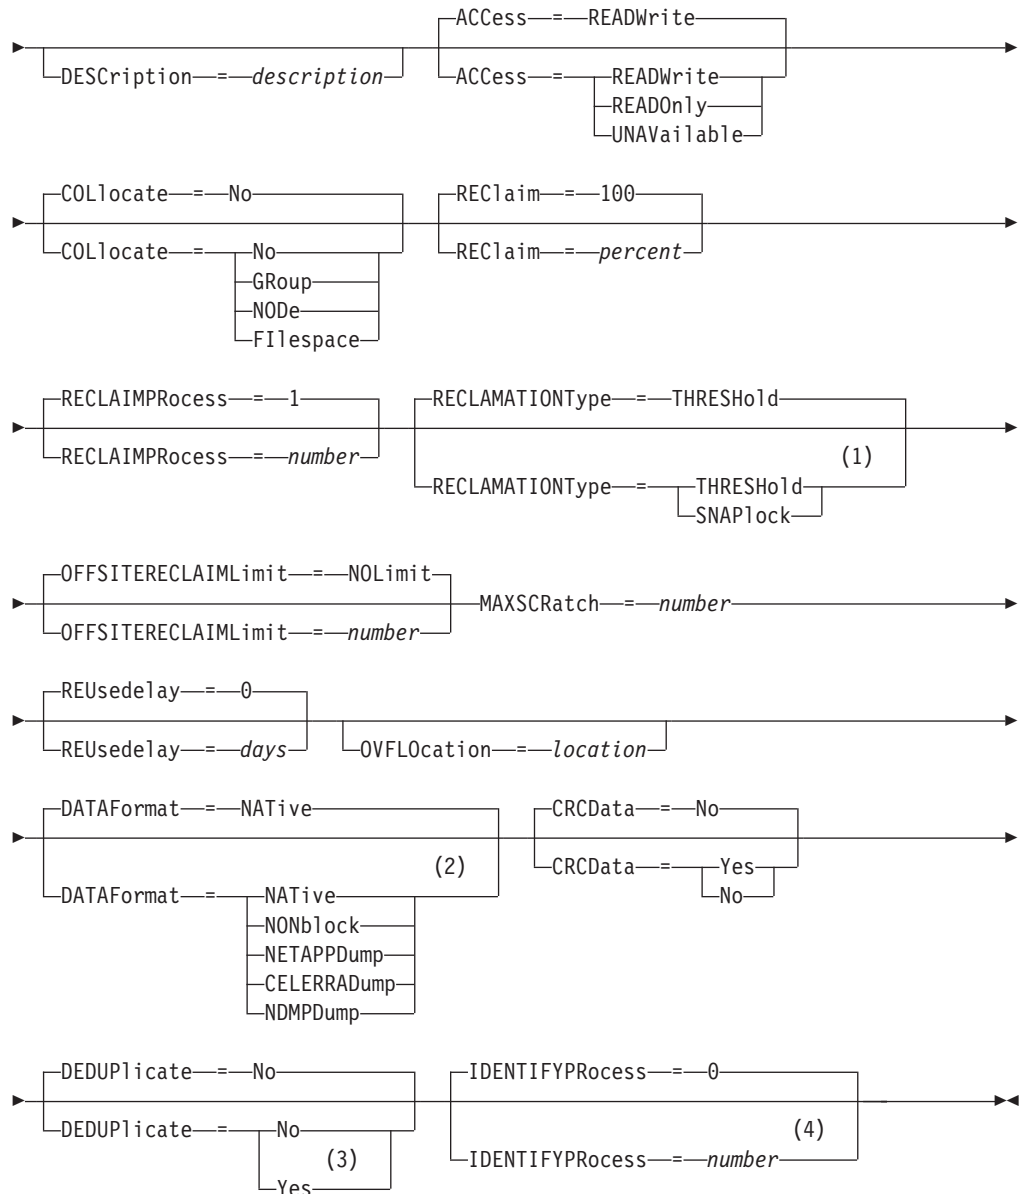 ACCess = READWrite
DESCription = description ACCess = READWrite
READOnly
UNAVailable
COLlocate = No REClaim = 100
COLlocate = No REClaim = percent
GRoup
NODe
FIlespace
RECLAIMPRocess = 1 RECLAMATIONType = THRESHold
RECLAIMPRocess = number (1)
RECLAMATIONType = THRESHold
SNAPlock
OFFSITERECLAIMLimit = NOLimit
MAXSCRatch = number
OFFSITERECLAIMLimit = number
REUsedelay = 0
REUsedelay = days OVFLOcation = location
DATAFormat = NATive CRCData = No
(2) CRCData = Yes
DATAFormat = NATive No
NONblock
NETAPPDump
CELERRADump
NDMPDump
DEDUPlicate = No IDENTIFYPRocess = 0
DEDUPlicate = No (4)
(3) IDENTIFYPRocess = number
Yes